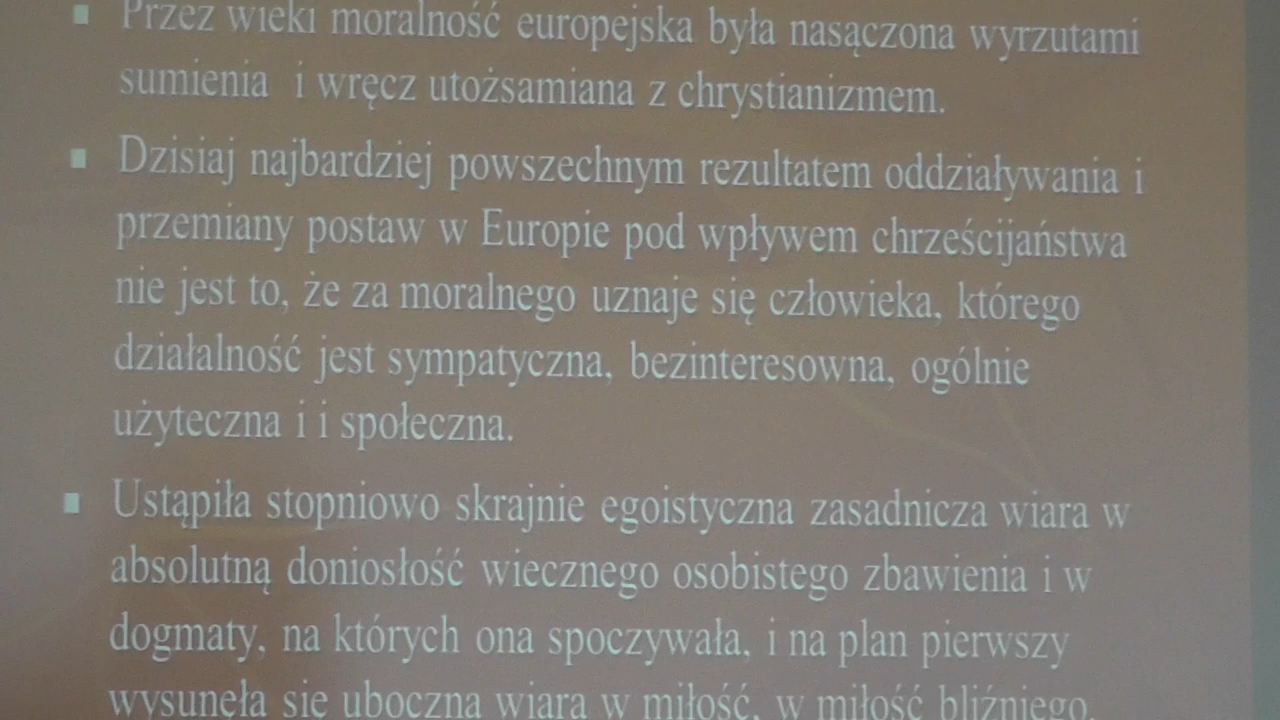 Przez wieki moralność europejska była nasączona wyrzutami
sumienia i wręcz utożsamiana z chrystianizmem.
Dzisiaj najbardziej powszechnym rezultatem oddziaływania i
przemiany postaw w Europie pod wpływem chrześcijaństwa
nie jest to, że za moralnego uznaje się człowieka, którego
działalność jest sympatyczna, bezinteresowna, ogólnie
użyteczna i i społeczna.
Ustąpiła stopniowo skrajnie egoistyczna zasadnicza wiara w
absolutną doniosłość wiecznego osobistego zbawienia i w
dogmaty, na których ona spoczywała, i na plan pierwszy
wysunęła się uboczna wiara w miłość, w miłość bliźniego,